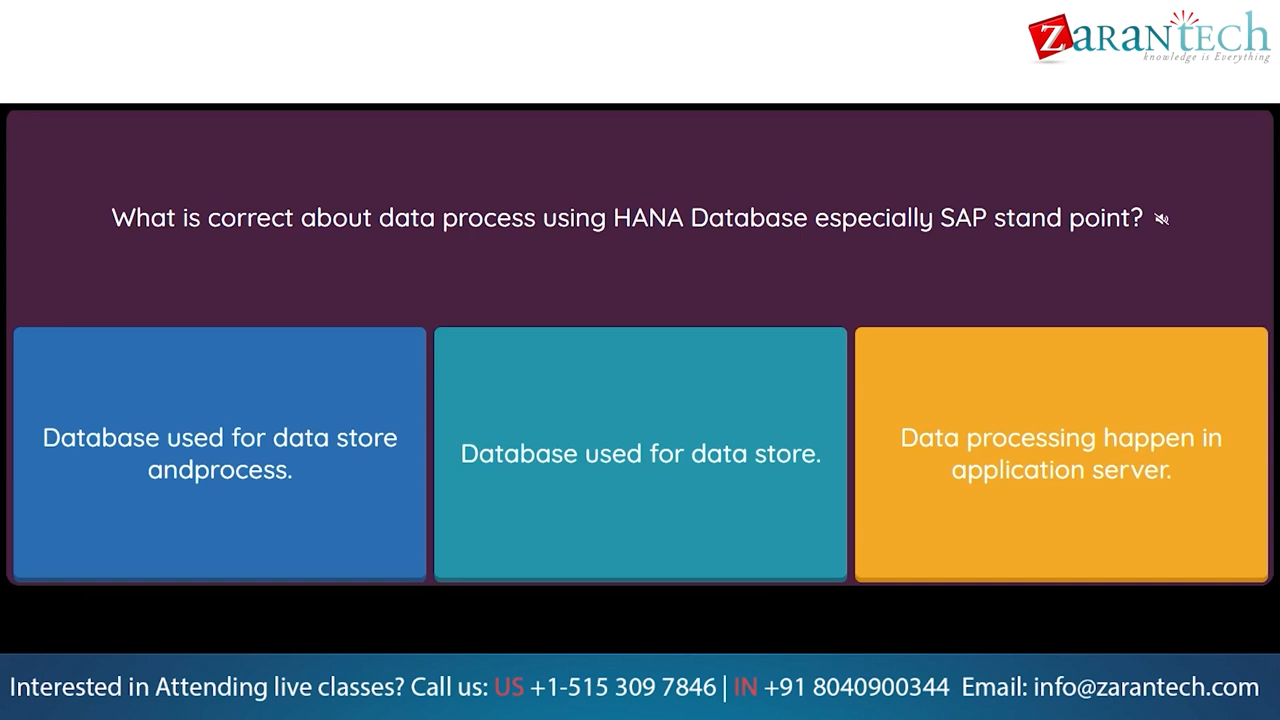 ZARANTECH
knowledge is Everything
What is correct about data process using HANA Database especially SAP stand point?
Database used for data store
andprocess.
Database used for data store.
Data processing happen in
application server.
Interested in Attending live classes? Call us: US +1-515 309 7846 | IN +91 8040900344 Email: info@zarantech.com